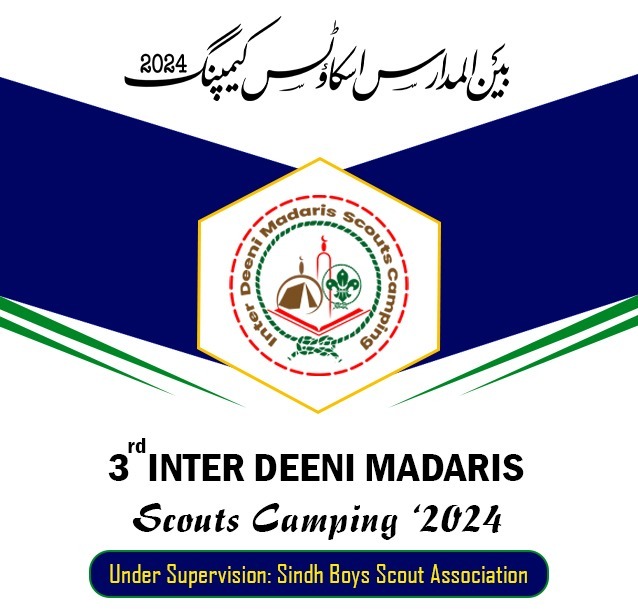 بین المدارس اسکاؤٹس کیمپنگ 2024
Inter Deeni Madaris Scouts Camping
3rd INTER DEENI MADARIS
Scouts Camping ‘2024
Under Supervision: Sindh Boys Scout Association